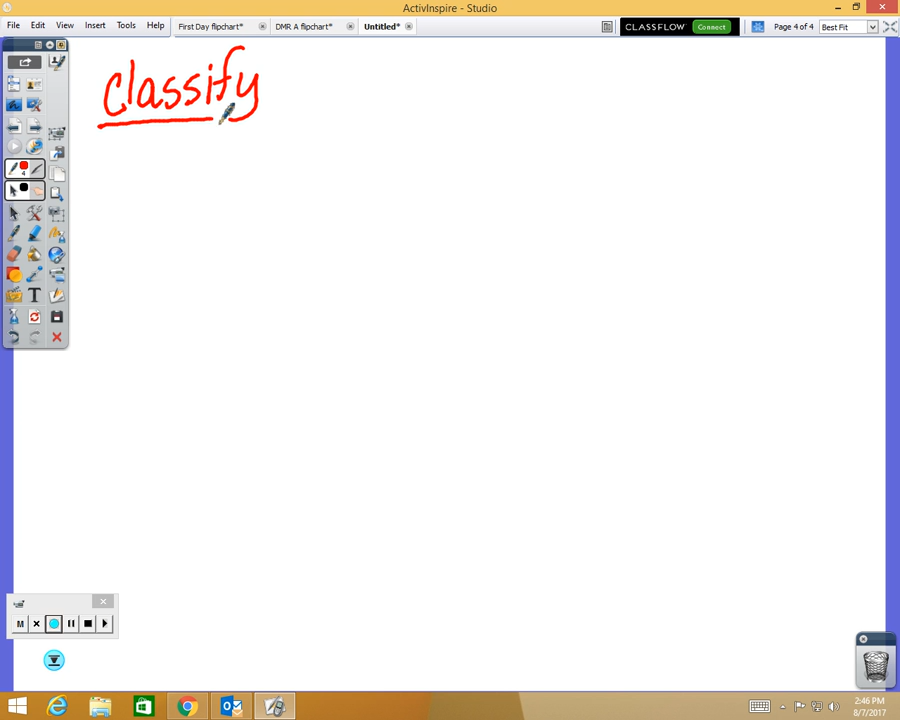 ActivInspire - Studio
File Edit View Insert Tools Help First Day flipchart* DMR A flipchart* Untitled* CLASSFLOW Connect Page 4 of 4 Best Fit
classify
4
T
M
2:46 PM
8/7/2017